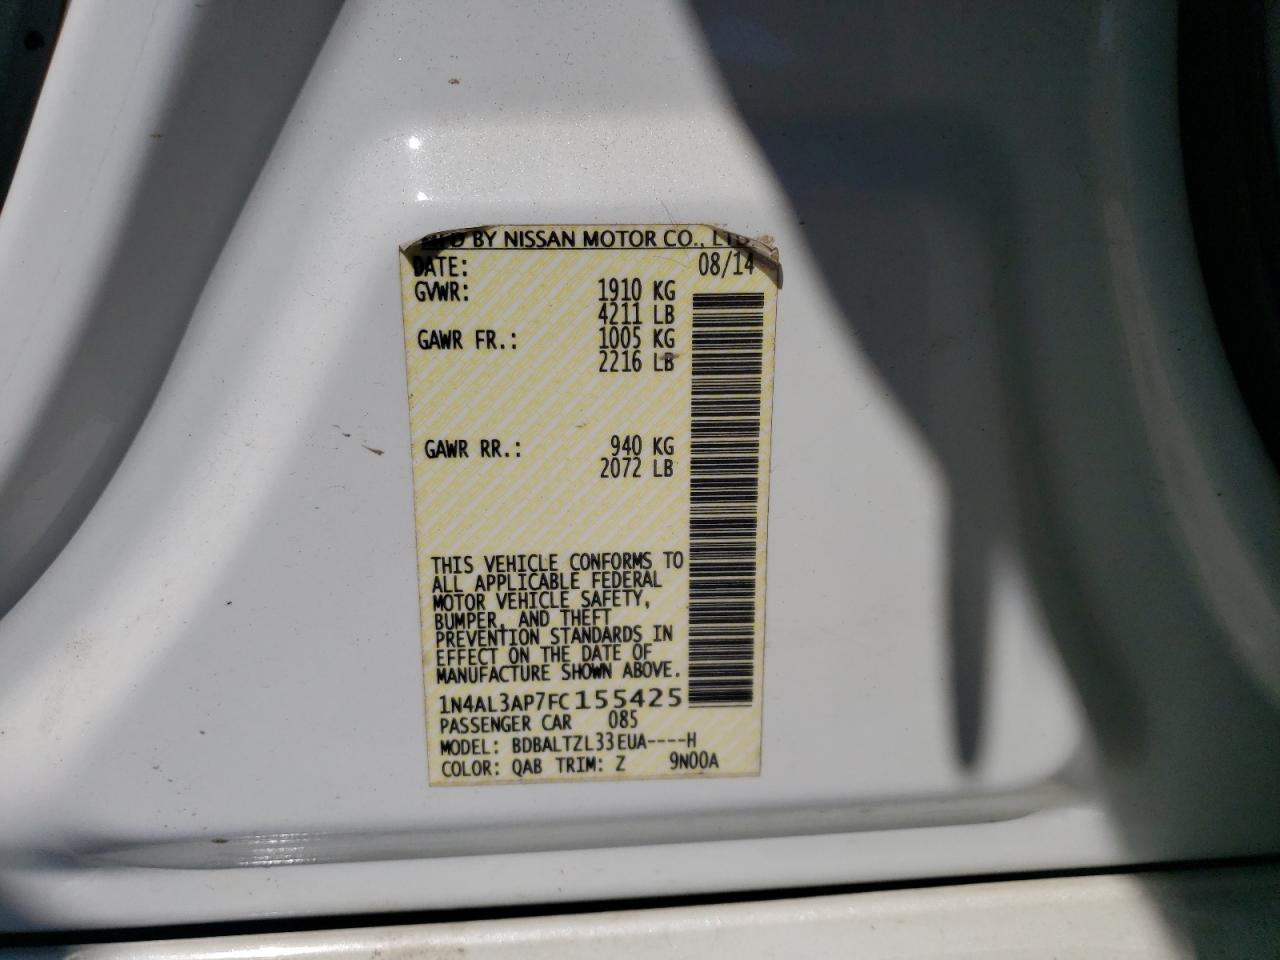 MFD BY NISSAN MOTOR CO., LTD.
DATE: 08/14
GVWR: 1910 KG
4211 LB
GAWR FR.: 1005 KG
2216 LB
GAWR RR.: 940 KG
2072 LB
THIS VEHICLE CONFORMS TO
ALL APPLICABLE FEDERAL
MOTOR VEHICLE SAFETY,
BUMPER, AND THEFT
PREVENTION STANDARDS IN
EFFECT ON THE DATE OF
MANUFACTURE SHOWN ABOVE.
1N4AL3AP7FC155425
PASSENGER CAR 085
MODEL: BDBALTZL33EUA----H
COLOR: QAB TRIM: Z 9N00A